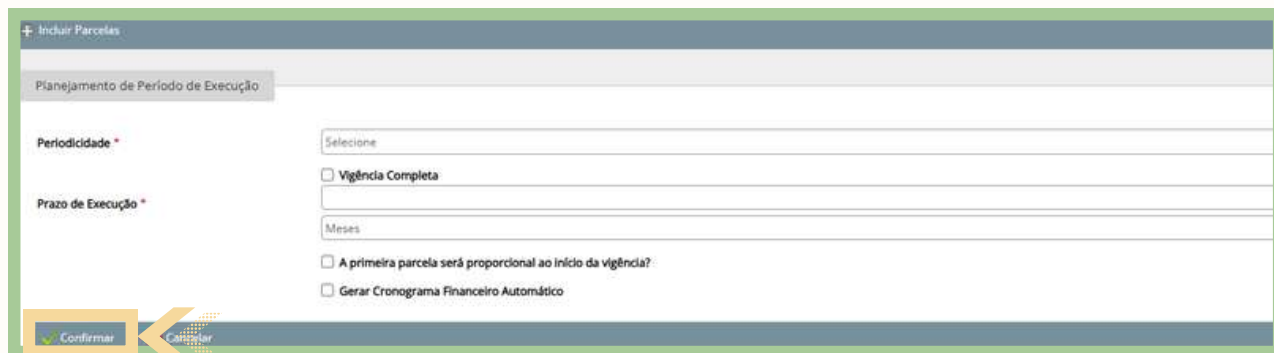 Incluir Parcelas
Planejamento de Período de Execução
Periodicidade *
Selecione
Vigência Completa
Prazo de Execução *
Meses
A primeira parcela será proporcional ao início da vigência?
Gerar Cronograma Financeiro Automático
Confirmar
Cancelar